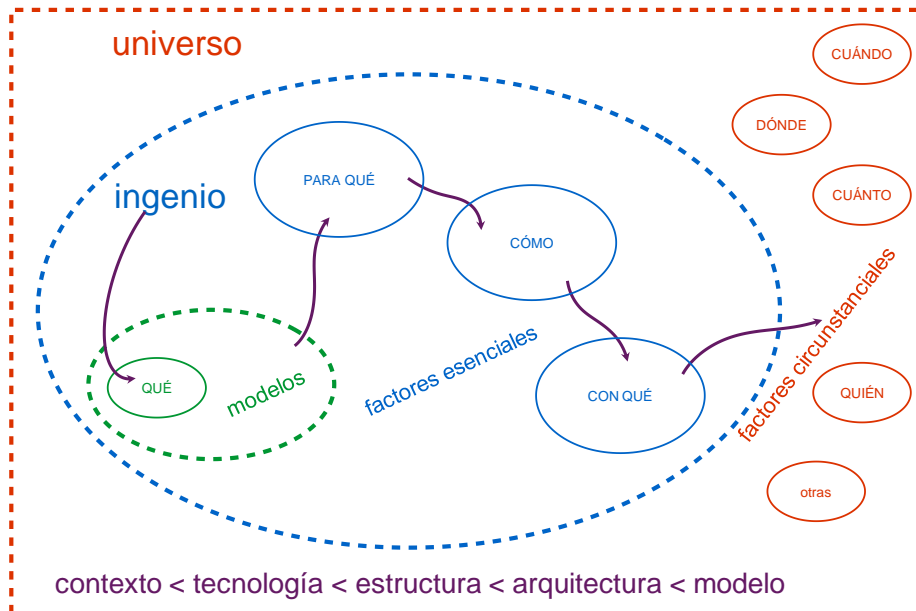 universo
CUÁNDO
DÓNDE
PARA QUÉ
ingenio
CUÁNTO
CÓMO
factores esenciales
factores circunstanciales
QUÉ
modelos
CON QUÉ
QUIÉN
otras
contexto < tecnología < estructura < arquitectura < modelo